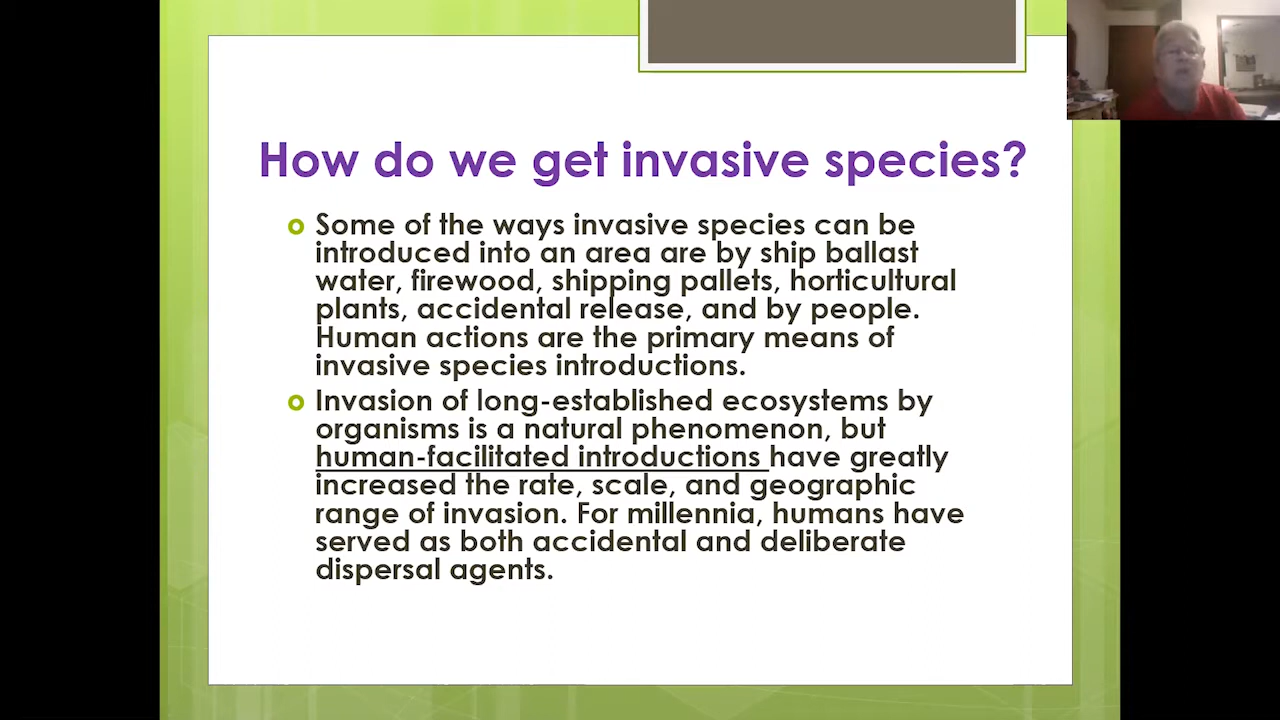 How do we get invasive species?
Some of the ways invasive species can be
introduced into an area are by ship ballast
water, firewood, shipping pallets, horticultural
plants, accidental release, and by people.
Human actions are the primary means of
invasive species introductions.
Invasion of long-established ecosystems by
organisms is a natural phenomenon, but
human-facilitated introductions have greatly
increased the rate, scale, and geographic
range of invasion. For millennia, humans have
served as both accidental and deliberate
dispersal agents.